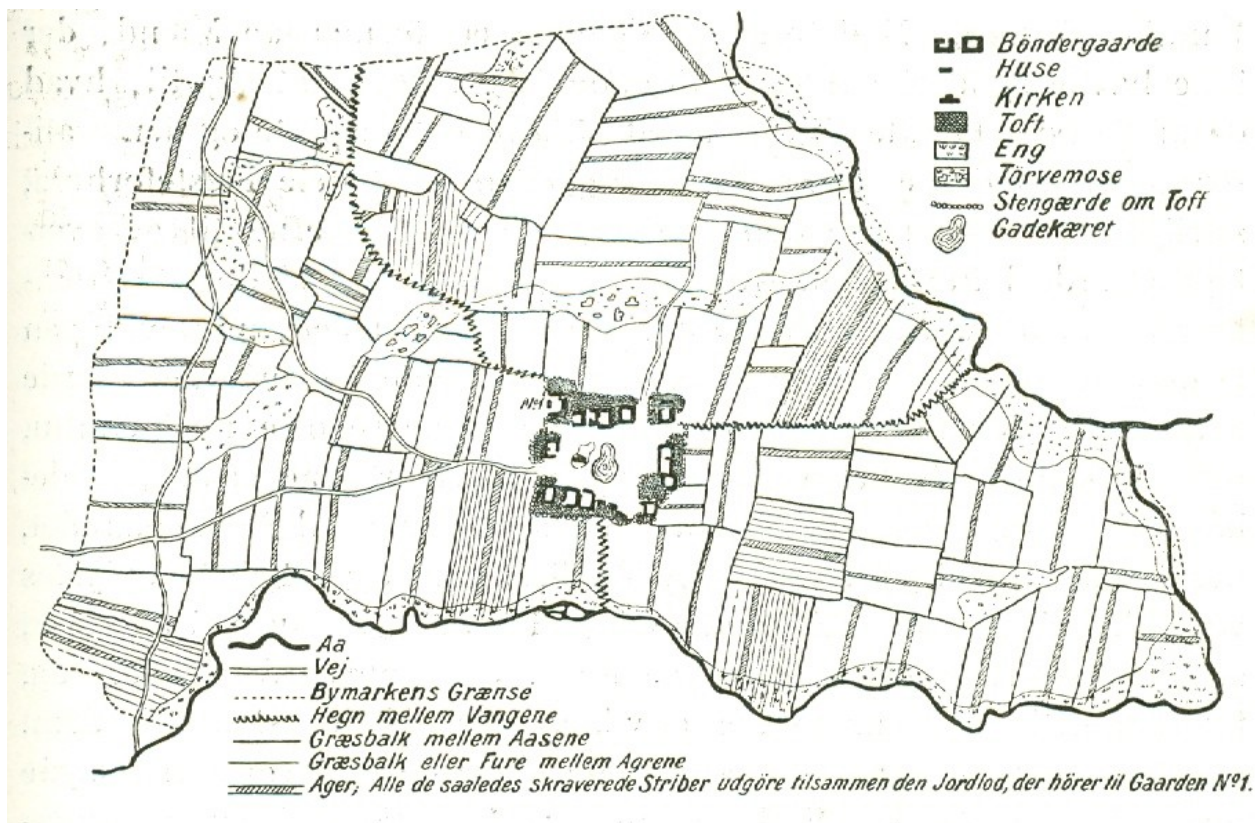 Böndergaarde
Huse
Kirken
Toft
Eng
Törvemose
Stengærde om Toft
Gadekæret
Nº1
Aa
Vej
Bymarkens Grænse
Hegn mellem Vangene
Græsbalk mellem Aasene
Græsbalk eller Fure mellem Agrene
Ager; Alle de saaledes skraverede Striber udgöre tilsammen den Jordlod, der hörer til Gaarden Nº1.